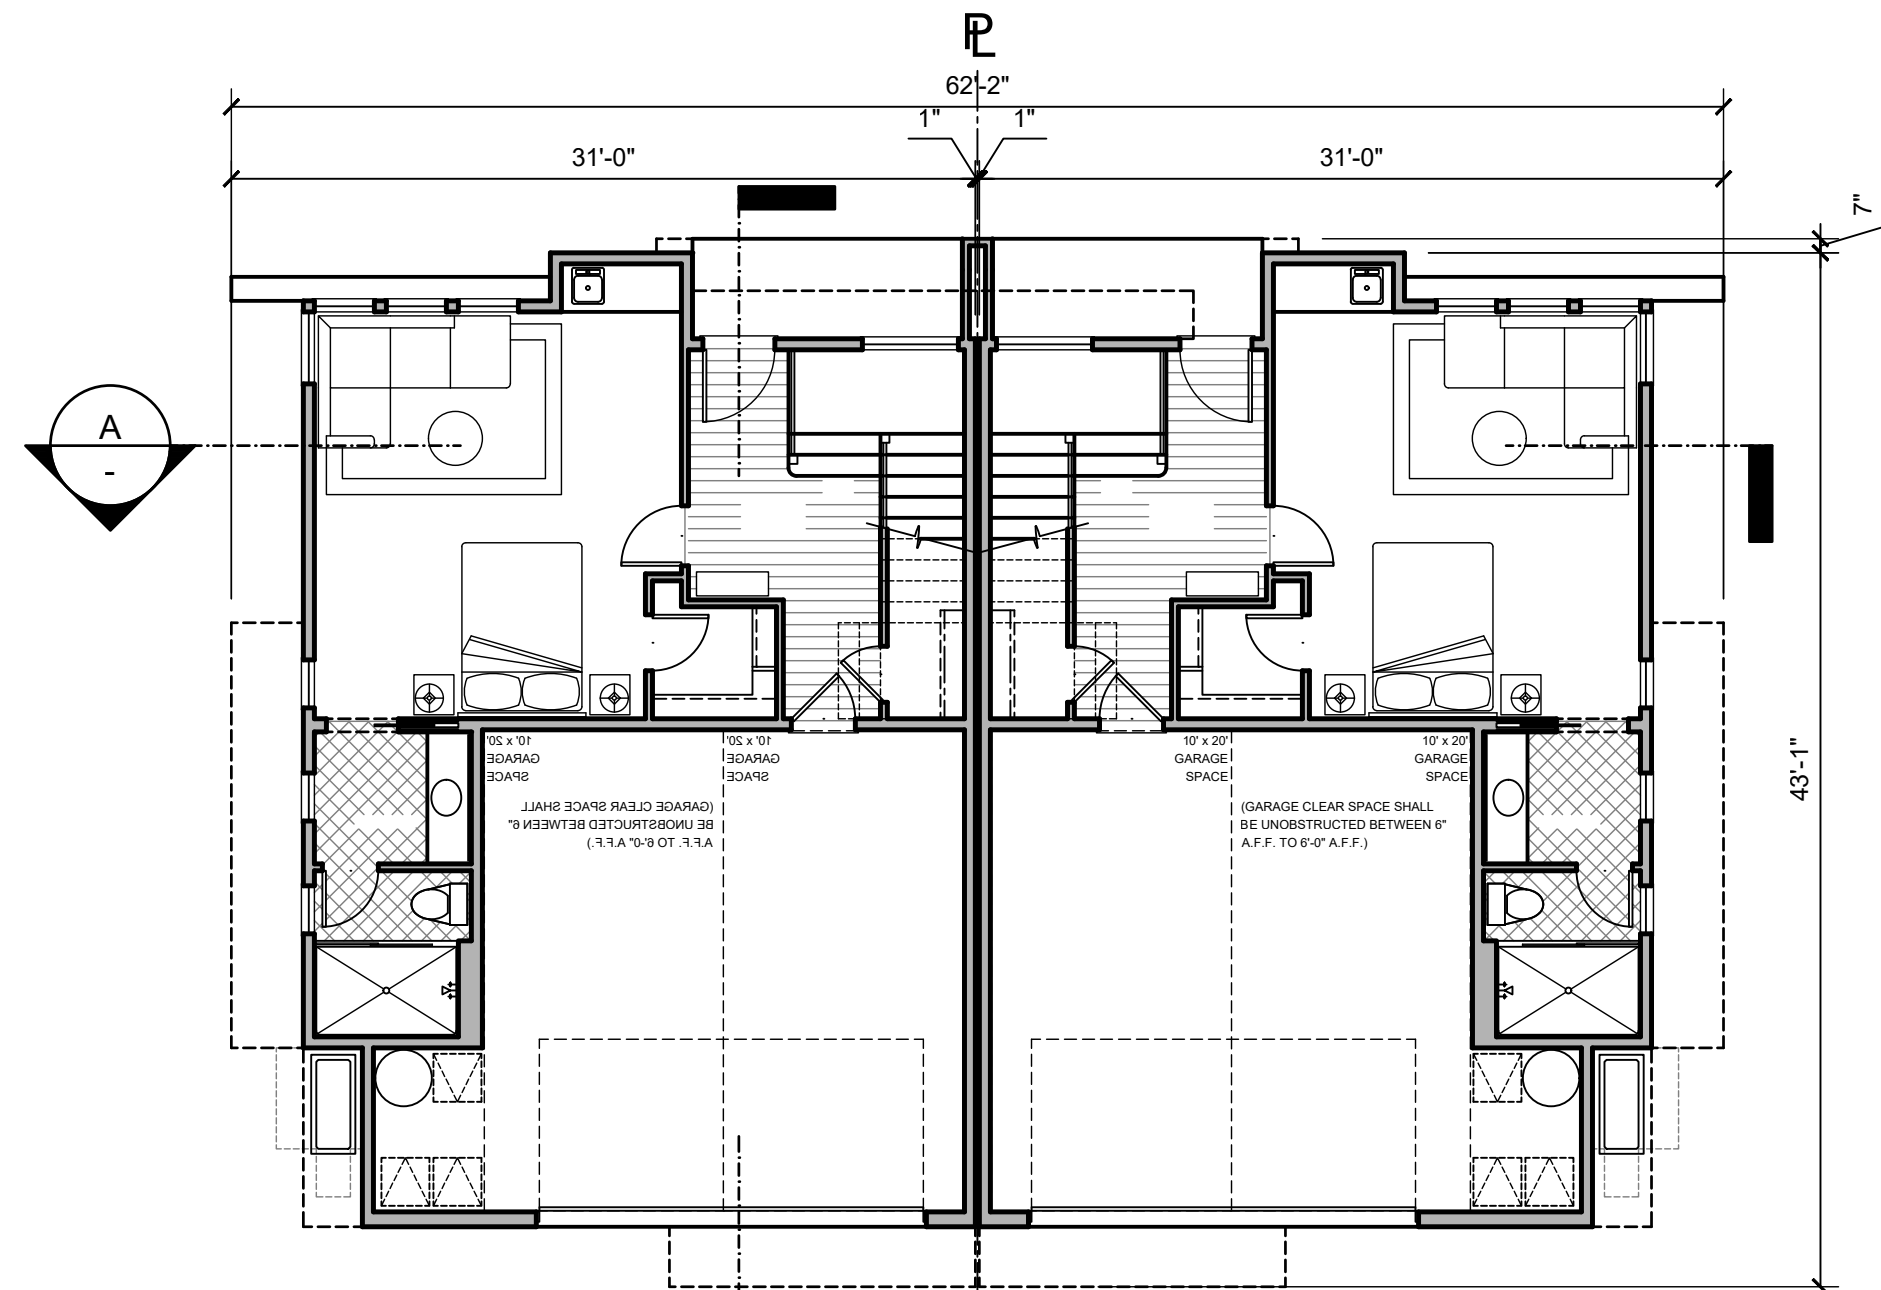 PL
62'-2"
1" 1"
31'-0" 31'-0"
7"
A
-
10' x 20'
GARAGE
SPACE
10' x 20'
GARAGE
SPACE
(GARAGE CLEAR SPACE SHALL
BE UNOBSTRUCTED BETWEEN 6"
A.F.F. TO 6'-0" A.F.F.)
10' x 20'
GARAGE
SPACE
10' x 20'
GARAGE
SPACE
(GARAGE CLEAR SPACE SHALL
BE UNOBSTRUCTED BETWEEN 6"
A.F.F. TO 6'-0" A.F.F.)
43'-1"